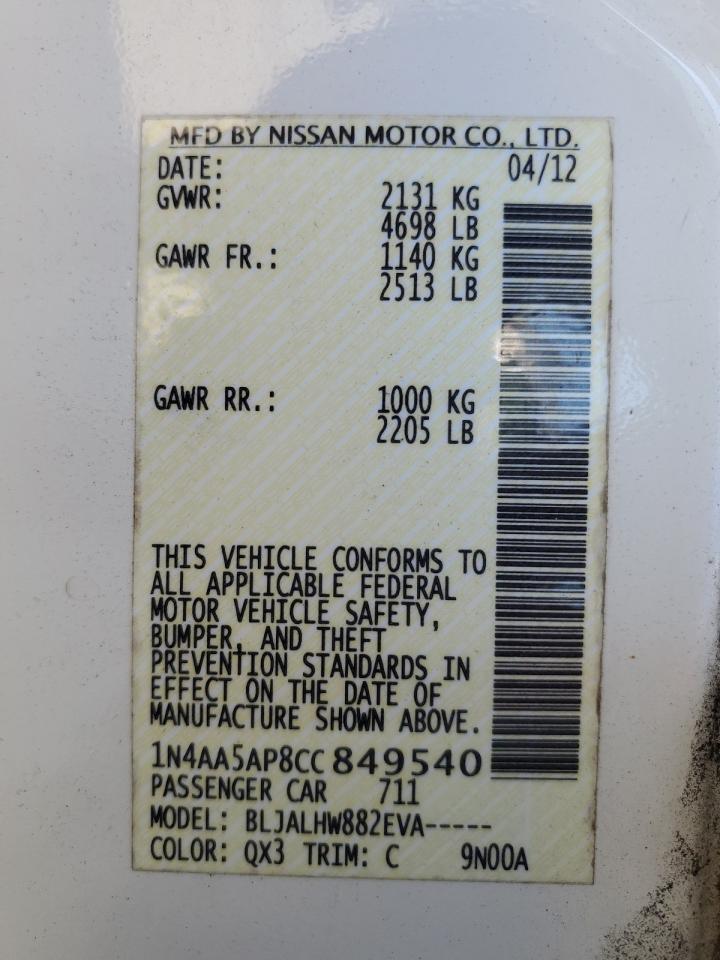 MFD BY NISSAN MOTOR CO., LTD.
DATE: 04/12
GVWR: 2131 KG
4698 LB
GAWR FR.: 1140 KG
2513 LB
GAWR RR.: 1000 KG
2205 LB
THIS VEHICLE CONFORMS TO
ALL APPLICABLE FEDERAL
MOTOR VEHICLE SAFETY,
BUMPER, AND THEFT
PREVENTION STANDARDS IN
EFFECT ON THE DATE OF
MANUFACTURE SHOWN ABOVE.
1N4AA5AP8CC849540
PASSENGER CAR 711
MODEL: BLJALHW882EVA-----
COLOR: QX3 TRIM: C 9N00A